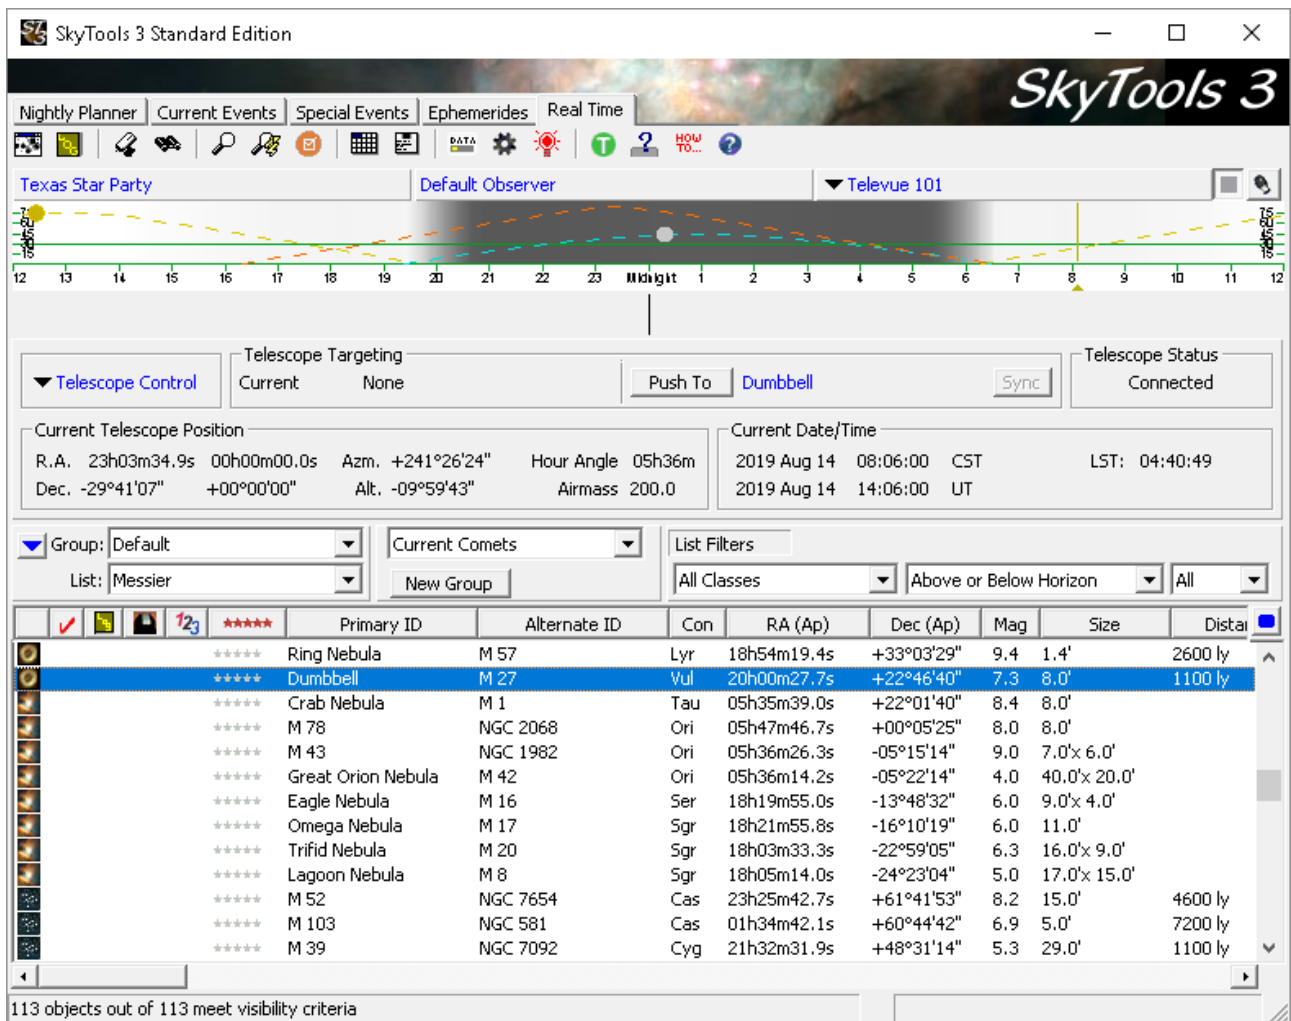 SkyTools 3 Standard Edition
SkyTools 3
Nightly Planner Current Events Special Events Ephemerides Real Time
DATA T ? HOW TO... ?
Texas Star Party Default Observer Televue 101
75 60 45 30 15 75 60 45 30 15
12 13 14 15 16 17 18 19 20 21 22 23 Midnight 1 2 3 4 5 6 7 8 9 10 11 12
Telescope Targeting Telescope Status
Telescope Control Current None Push To Dumbbell Sync Connected
Current Telescope Position Current Date/Time
R.A. 23h03m34.9s 00h00m00.0s Azm. +241°26'24" Hour Angle 05h36m 2019 Aug 14 08:06:00 CST LST: 04:40:49
Dec. -29°41'07" +00°00'00" Alt. -09°59'43" Airmass 200.0 2019 Aug 14 14:06:00 UT
Group: Default Current Comets List Filters
List: Messier New Group All Classes Above or Below Horizon All
123 ***** Primary ID Alternate ID Con RA (Ap) Dec (Ap) Mag Size Distan
***** Ring Nebula M 57 Lyr 18h54m19.4s +33°03'29" 9.4 1.4' 2600 ly
***** Dumbbell M 27 Vul 20h00m27.7s +22°46'40" 7.3 8.0' 1100 ly
***** Crab Nebula M 1 Tau 05h35m39.0s +22°01'40" 8.4 8.0'
***** M 78 NGC 2068 Ori 05h47m46.7s +00°05'25" 8.0 8.0'
***** M 43 NGC 1982 Ori 05h36m26.3s -05°15'14" 9.0 7.0'x 6.0'
***** Great Orion Nebula M 42 Ori 05h36m14.2s -05°22'14" 4.0 40.0'x 20.0'
***** Eagle Nebula M 16 Ser 18h19m55.0s -13°48'32" 6.0 9.0'x 4.0'
***** Omega Nebula M 17 Sgr 18h21m55.8s -16°10'19" 6.0 11.0'
***** Trifid Nebula M 20 Sgr 18h03m33.3s -22°59'05" 6.3 16.0'x 9.0'
***** Lagoon Nebula M 8 Sgr 18h05m14.0s -24°23'04" 5.0 17.0'x 15.0'
***** M 52 NGC 7654 Cas 23h25m42.7s +61°41'53" 8.2 15.0' 4600 ly
***** M 103 NGC 581 Cas 01h34m42.1s +60°44'42" 6.9 5.0' 7200 ly
***** M 39 NGC 7092 Cyg 21h32m31.9s +48°31'14" 5.3 29.0' 1100 ly
113 objects out of 113 meet visibility criteria